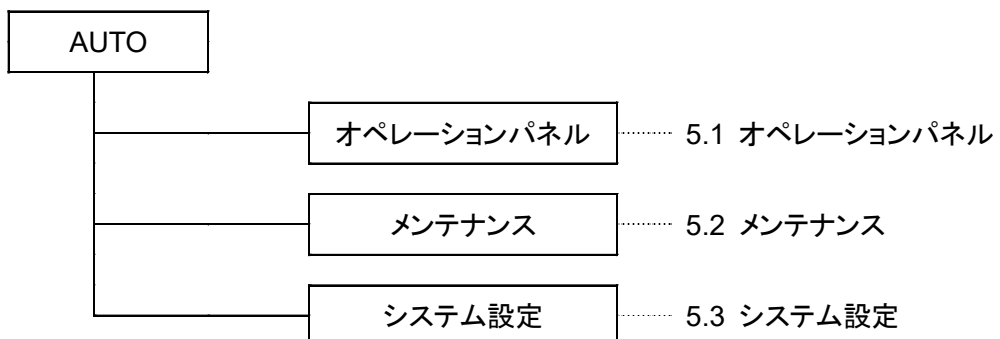 AUTO
オペレーションパネル 5.1 オペレーションパネル
メンテナンス 5.2 メンテナンス
システム設定 5.3 システム設定